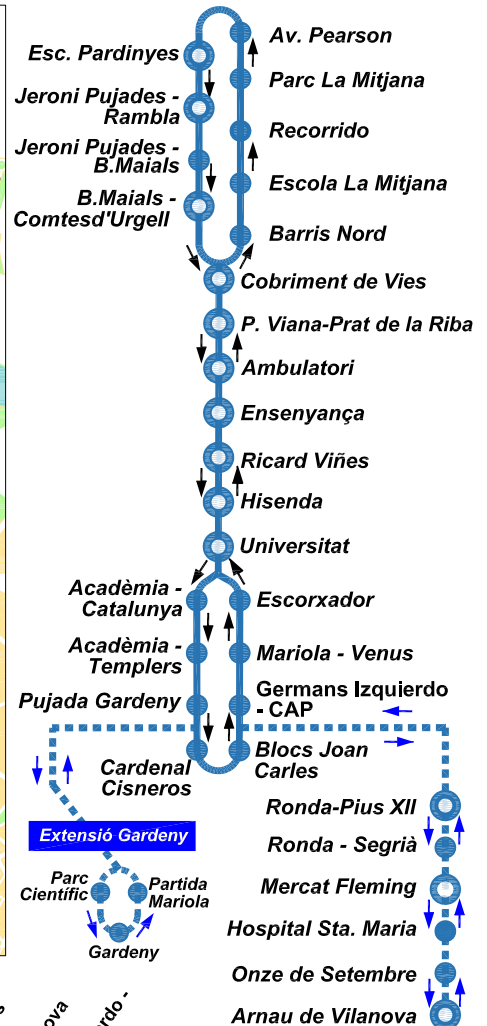 Av. Pearson
Esc. Pardinyes
Parc La Mitjana
Jeroni Pujades -
Rambla
Recorrido
Jeroni Pujades -
B.Maials
Escola La Mitjana
B.Maials -
Comtesd'Urgell
Barris Nord
Cobriment de Vies
P. Viana-Prat de la Riba
Ambulatori
Ensenyança
Ricard Viñes
Hisenda
Universitat
Acadèmia -
Catalunya
Escorxador
Acadèmia -
Templers
Mariola - Venus
Pujada Gardeny
Germans Izquierdo
- CAP
Cardenal
Cisneros
Blocs Joan
Carles
Ronda-Pius XII
Extensió Gardeny
Ronda - Segrià
Parc
Científic
Partida
Mariola
Mercat Fleming
Gardeny
Hospital Sta. Maria
Onze de Setembre
Arnau de Vilanova